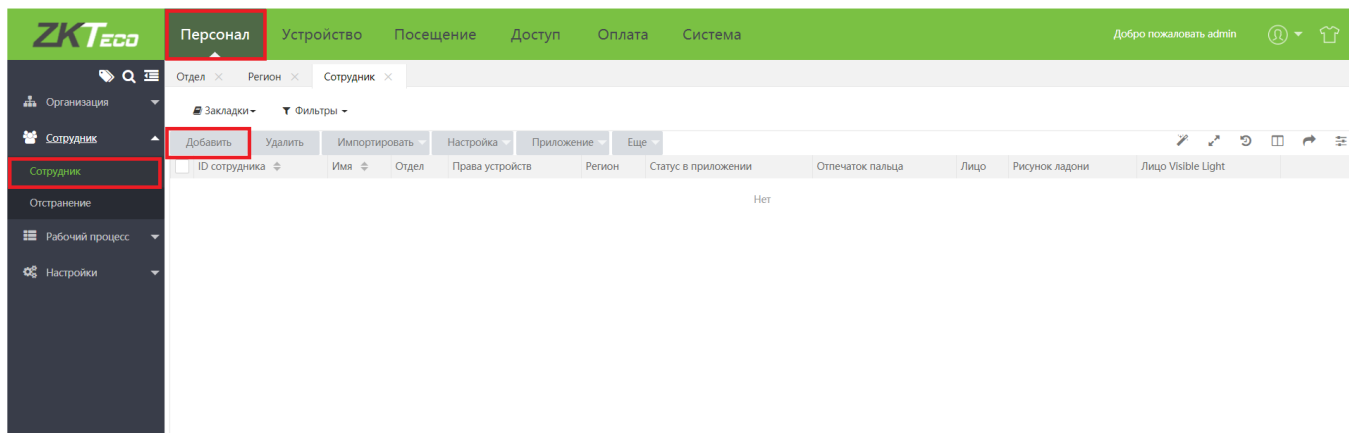 ZKTeco Персонал Устройство Посещение Доступ Оплата Система Добро пожаловать admin
Отдел Регион Сотрудник
Организация
Закладки Фильтры
Сотрудник
Добавить Удалить Импортировать Настройка Приложение Еще
ID сотрудника Имя Отдел Права устройств Регион Статус в приложении Отпечаток пальца Лицо Рисунок ладони Лицо Visible Light
Сотрудник
Нет
Отстранение
Рабочий процесс
Настройки